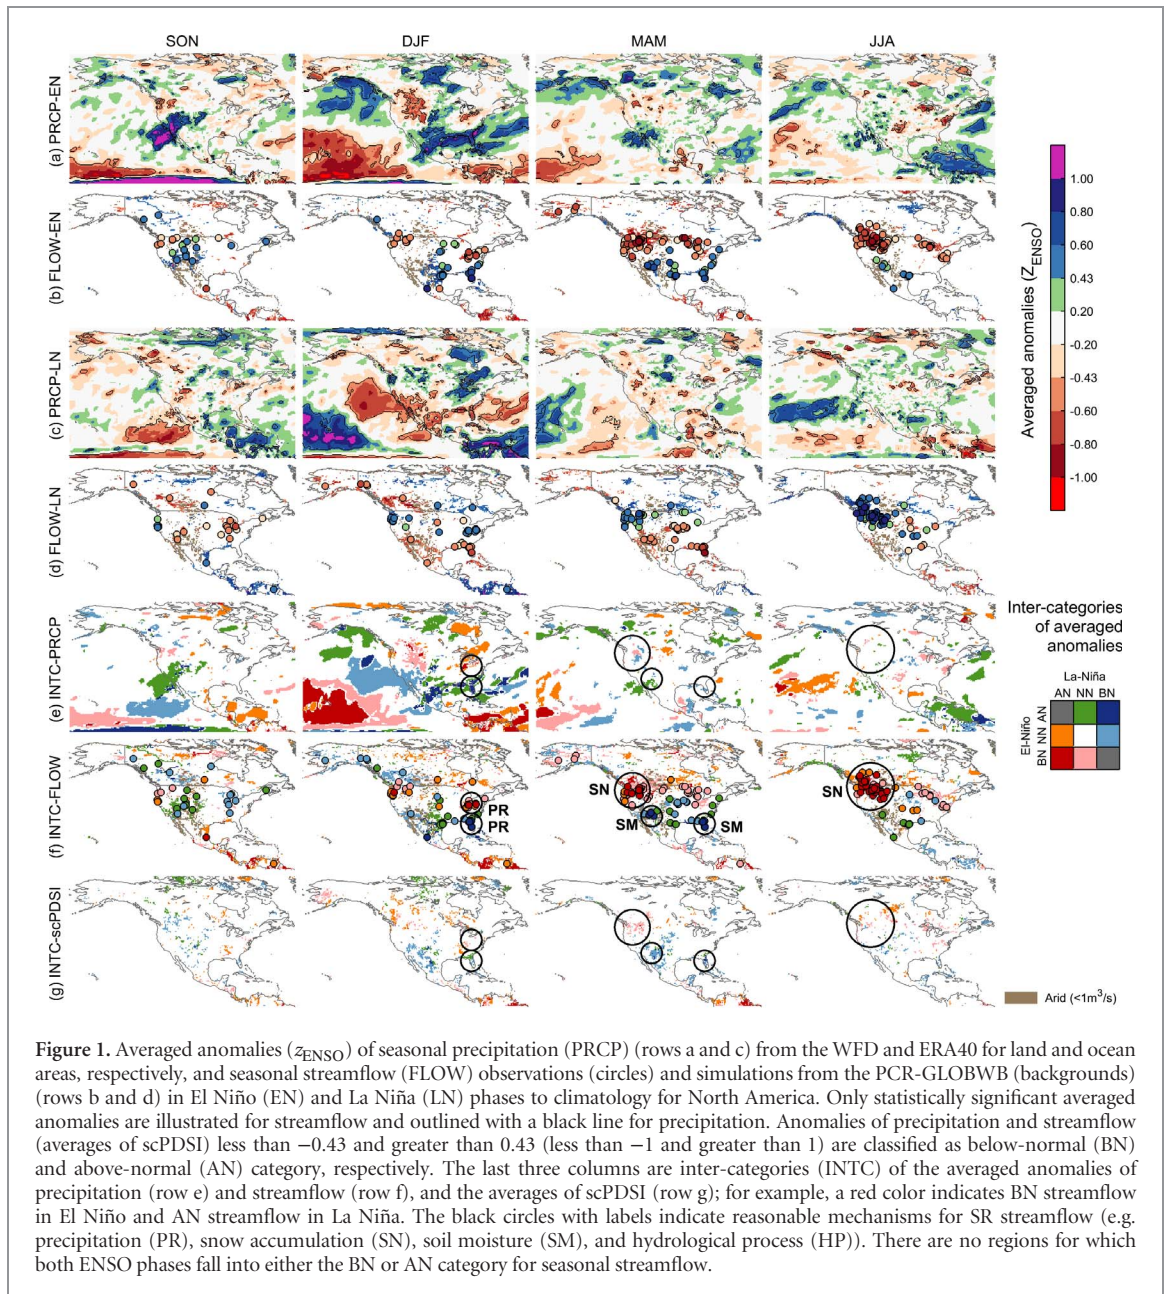 SON DJF MAM JJA
(a) PRCP-EN
(b) FLOW-EN
(c) PRCP-LN
(d) FLOW-LN
(e) INTC-PRCP
(f) INTC-FLOW
(g) INTC-scPDSI
SN
PR
PR
SM
SM
SN
1.00
0.80
0.60
0.43
0.20
-0.20
-0.43
-0.60
-0.80
-1.00
Averaged anomalies (ZENSO)
Inter-categories
of averaged
anomalies
La-Niña
AN NN BN
El-Niño
BN NN AN
Arid (<1m³/s)
Figure 1. Averaged anomalies (zENSO) of seasonal precipitation (PRCP) (rows a and c) from the WFD and ERA40 for land and ocean
areas, respectively, and seasonal streamflow (FLOW) observations (circles) and simulations from the PCR-GLOBWB (backgrounds)
(rows b and d) in El Niño (EN) and La Niña (LN) phases to climatology for North America. Only statistically significant averaged
anomalies are illustrated for streamflow and outlined with a black line for precipitation. Anomalies of precipitation and streamflow
(averages of scPDSI) less than −0.43 and greater than 0.43 (less than −1 and greater than 1) are classified as below-normal (BN)
and above-normal (AN) category, respectively. The last three columns are inter-categories (INTC) of the averaged anomalies of
precipitation (row e) and streamflow (row f), and the averages of scPDSI (row g); for example, a red color indicates BN streamflow
in El Niño and AN streamflow in La Niña. The black circles with labels indicate reasonable mechanisms for SR streamflow (e.g.
precipitation (PR), snow accumulation (SN), soil moisture (SM), and hydrological process (HP)). There are no regions for which
both ENSO phases fall into either the BN or AN category for seasonal streamflow.